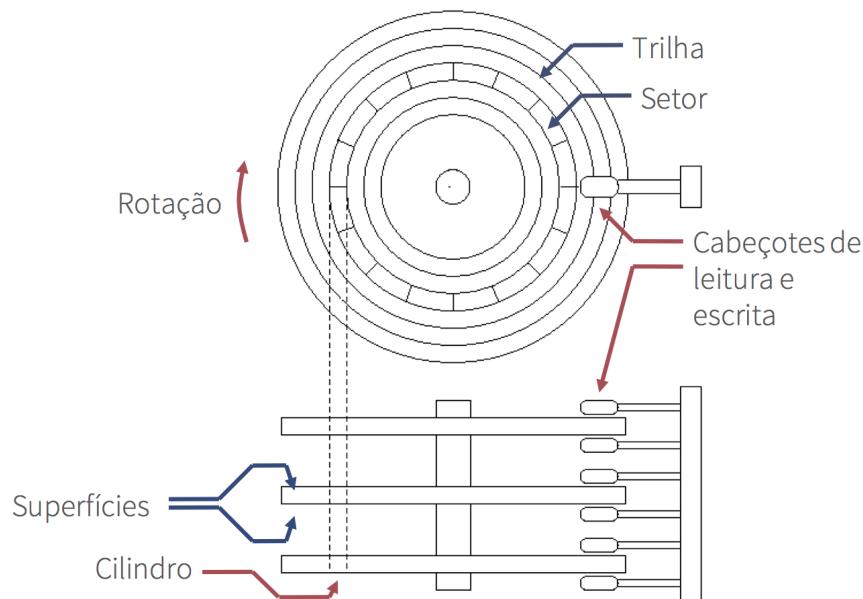 Trilha
Setor
Rotação
Cabeçotes de
leitura e
escrita
Superfícies
Cilindro